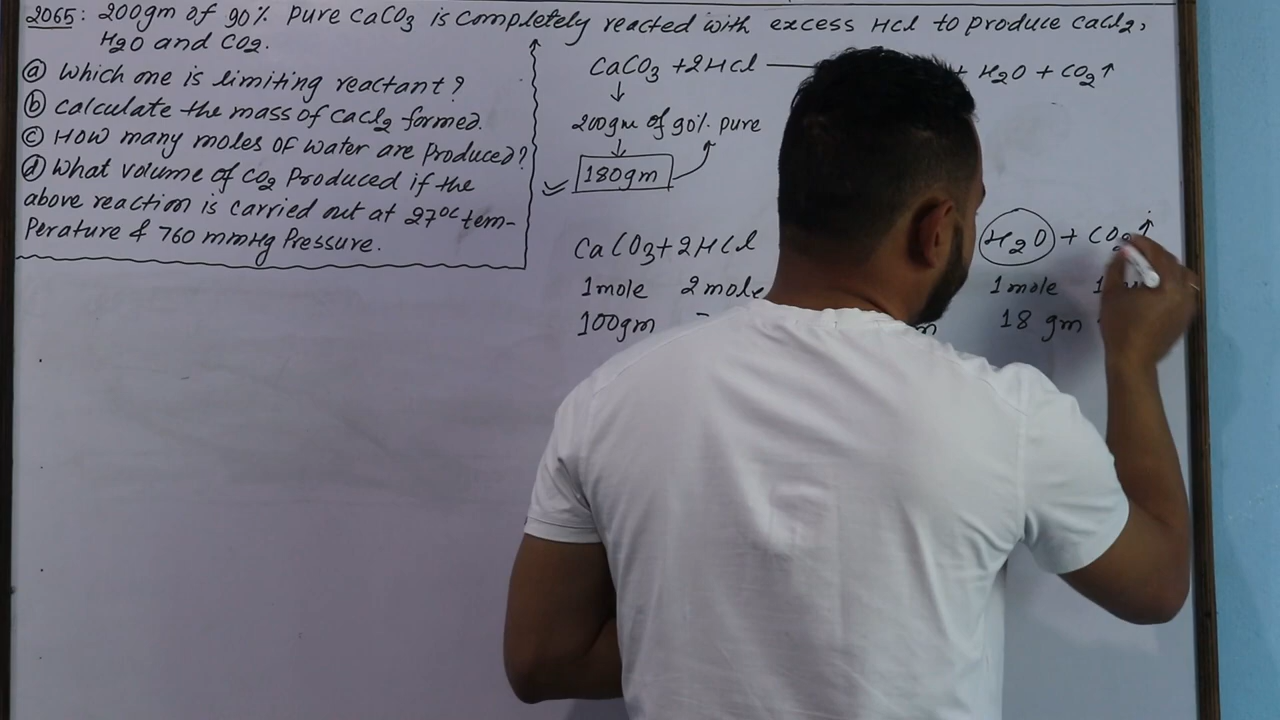 2065: 200gm of 90% pure CaCO3 is completely reacted with excess HCl to produce CaCl2,
H2O and CO2.
ⓐ Which one is limiting reactant?
ⓑ Calculate the mass of CaCl2 formed.
ⓒ How many moles of water are produced?
ⓓ What volume of CO2 Produced if the
above reaction is carried out at 27°C tem-
Perature & 760 mmHg Pressure.
CaCO3 + 2HCl + H2O + CO2↑
↓
200gm of 90% pure
↓
180gm
CaCO3 + 2HCl H2O + CO2↑
1mole 2mole 1mole 1
100gm 18 gm